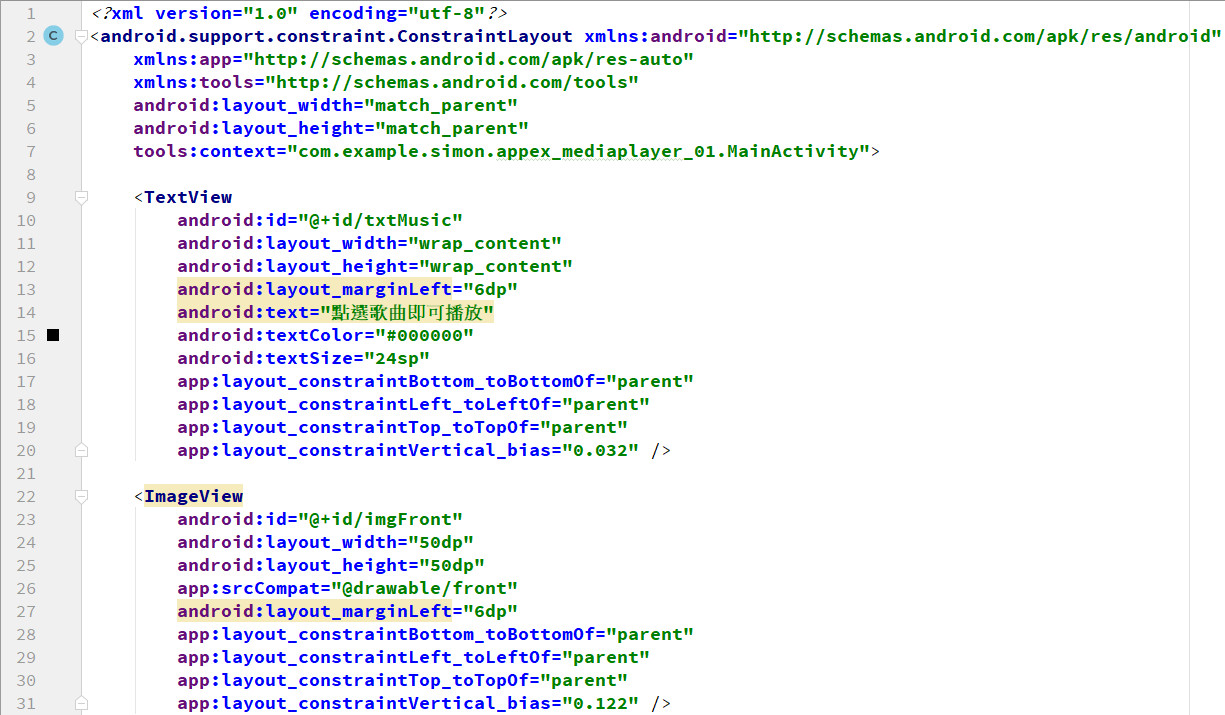 1 <?xml version="1.0" encoding="utf-8"?>
2 C <android.support.constraint.ConstraintLayout xmlns:android="http://schemas.android.com/apk/res/android"
3 xmlns:app="http://schemas.android.com/apk/res-auto"
4 xmlns:tools="http://schemas.android.com/tools"
5 android:layout_width="match_parent"
6 android:layout_height="match_parent"
7 tools:context="com.example.simon.appex_mediaplayer_01.MainActivity">
8
9 <TextView
10 android:id="@+id/txtMusic"
11 android:layout_width="wrap_content"
12 android:layout_height="wrap_content"
13 android:layout_marginLeft="6dp"
14 android:text="點選歌曲即可播放"
15 android:textColor="#000000"
16 android:textSize="24sp"
17 app:layout_constraintBottom_toBottomOf="parent"
18 app:layout_constraintLeft_toLeftOf="parent"
19 app:layout_constraintTop_toTopOf="parent"
20 app:layout_constraintVertical_bias="0.032" />
21
22 <ImageView
23 android:id="@+id/imgFront"
24 android:layout_width="50dp"
25 android:layout_height="50dp"
26 app:srcCompat="@drawable/front"
27 android:layout_marginLeft="6dp"
28 app:layout_constraintBottom_toBottomOf="parent"
29 app:layout_constraintLeft_toLeftOf="parent"
30 app:layout_constraintTop_toTopOf="parent"
31 app:layout_constraintVertical_bias="0.122" />